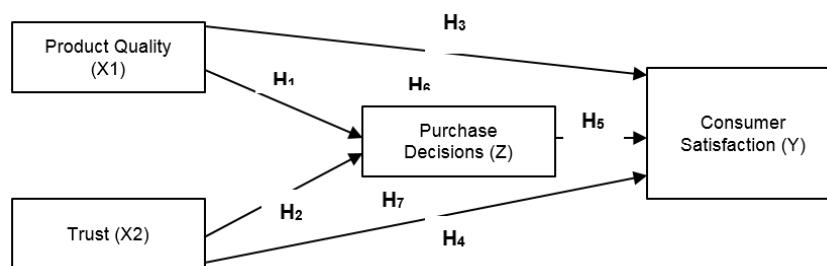 H3
Product Quality
(X1)
H1
H6
Purchase
Decisions (Z)
H5
Consumer
Satisfaction (Y)
H2
H7
Trust (X2)
H4